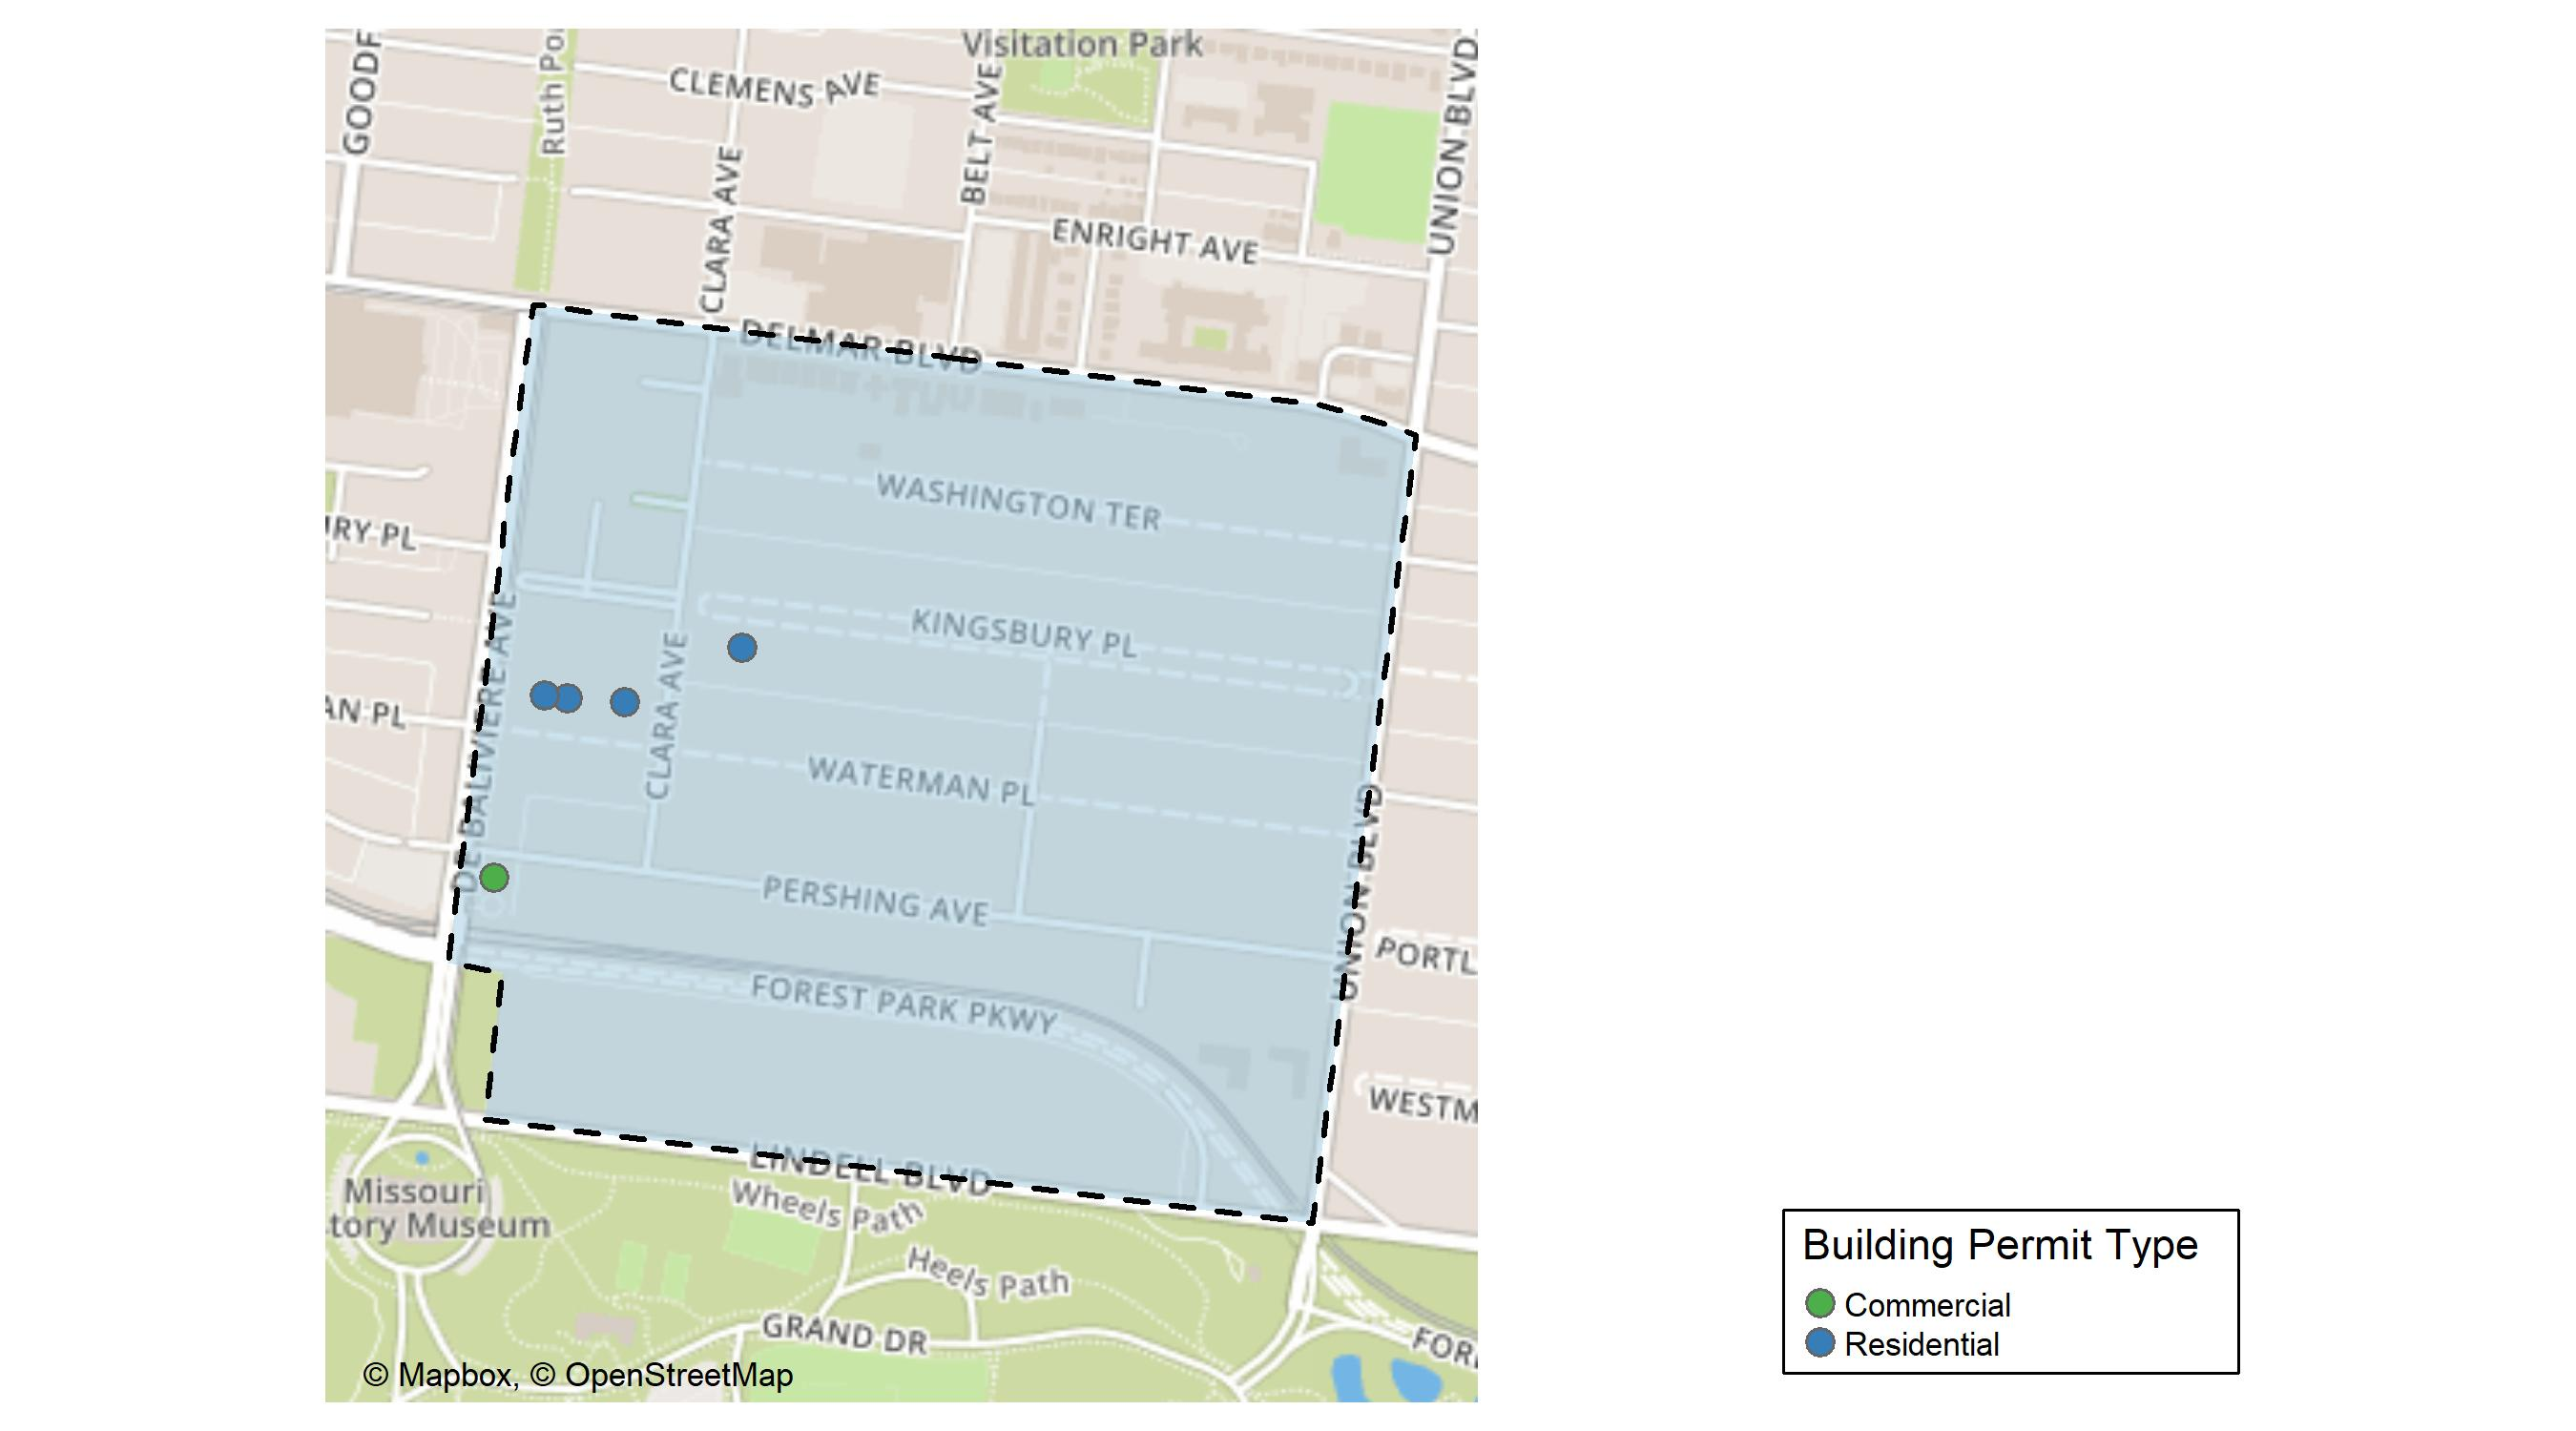 Visitation Park
GOODF
Ruth Po
CLEMENS AVE
BELT AVE
UNION BLVD
CLARA AVE
ENRIGHT AVE
DELMAR BLVD
WASHINGTON TER
URY PL
KINGSBURY PL
DE BALIVIERE AVE
CLARA AVE
AN PL
WATERMAN PL
UNION BLVD
PERSHING AVE
PORTL
FOREST PARK PKWY
WESTM
LINDELL BLVD
Missouri
tory Museum
Wheels Path
Heels Path
GRAND DR
FOR
© Mapbox, © OpenStreetMap
Building Permit Type
Commercial
Residential